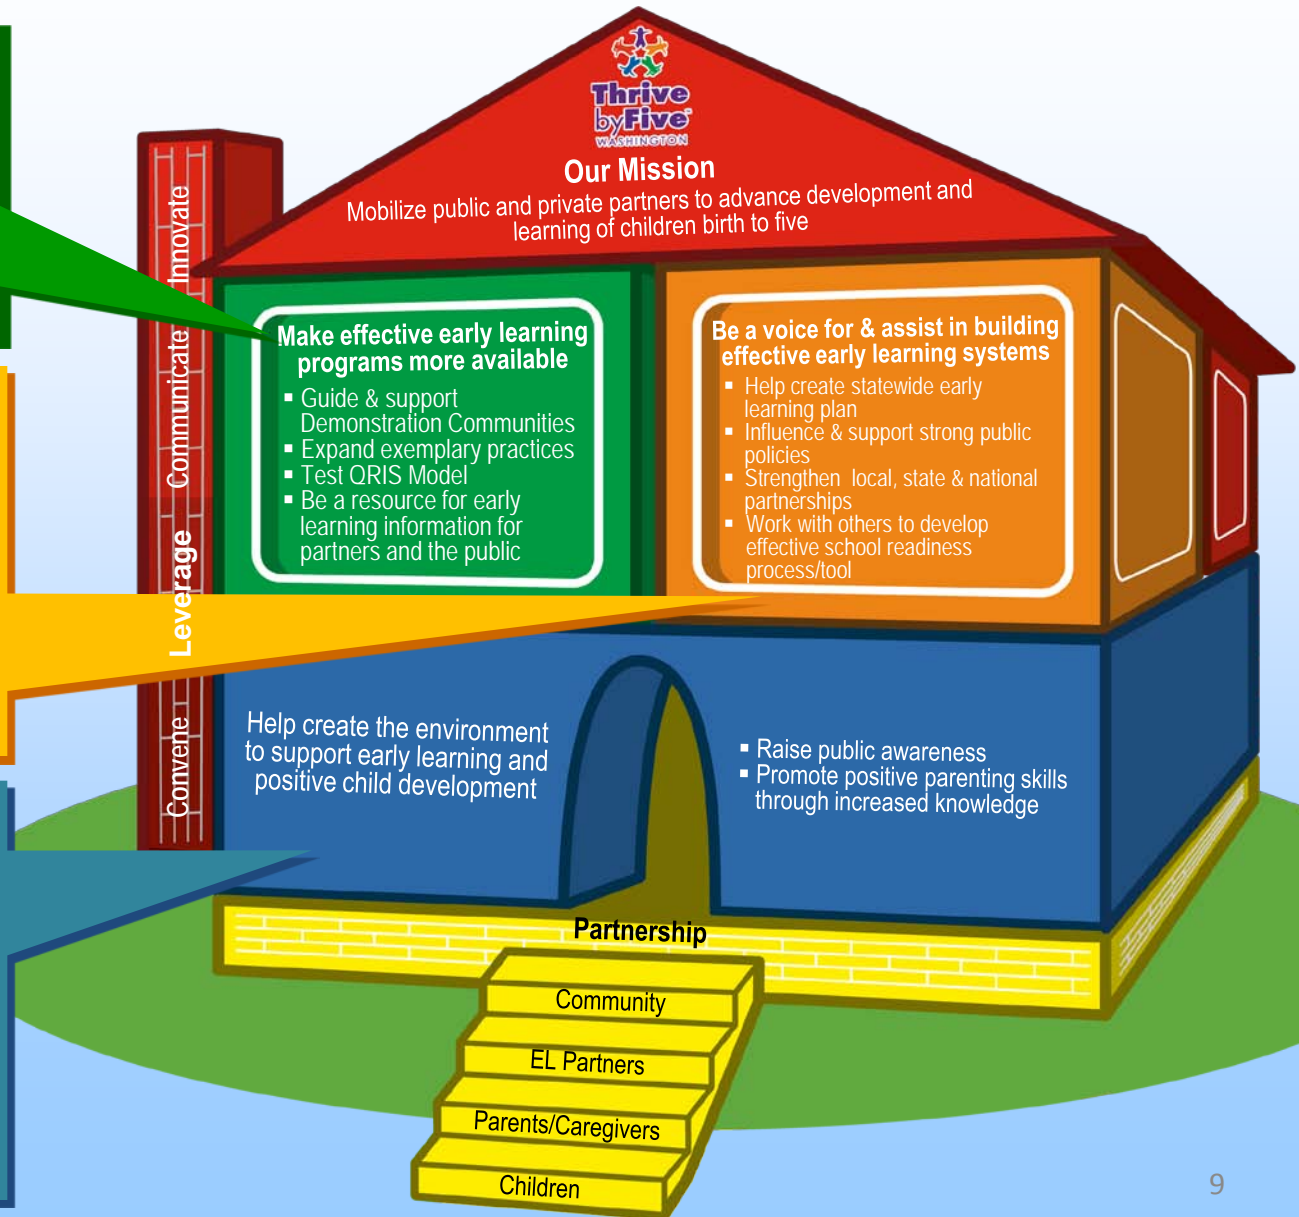 Thrive
byFive
WASHINGTON
Our Mission
Mobilize public and private partners to advance development and
learning of children birth to five
Innovate
Communicate
Leverage
Convene
Make effective early learning
programs more available
▪ Guide & support
Demonstration Communities
▪ Expand exemplary practices
▪ Test QRIS Model
▪ Be a resource for early
learning information for
partners and the public
Be a voice for & assist in building
effective early learning systems
▪ Help create statewide early
learning plan
▪ Influence & support strong public
policies
▪ Strengthen local, state & national
partnerships
▪ Work with others to develop
effective school readiness
process/tool
Help create the environment
to support early learning and
positive child development
▪ Raise public awareness
▪ Promote positive parenting skills
through increased knowledge
Partnership
Community
EL Partners
Parents/Caregivers
Children
9